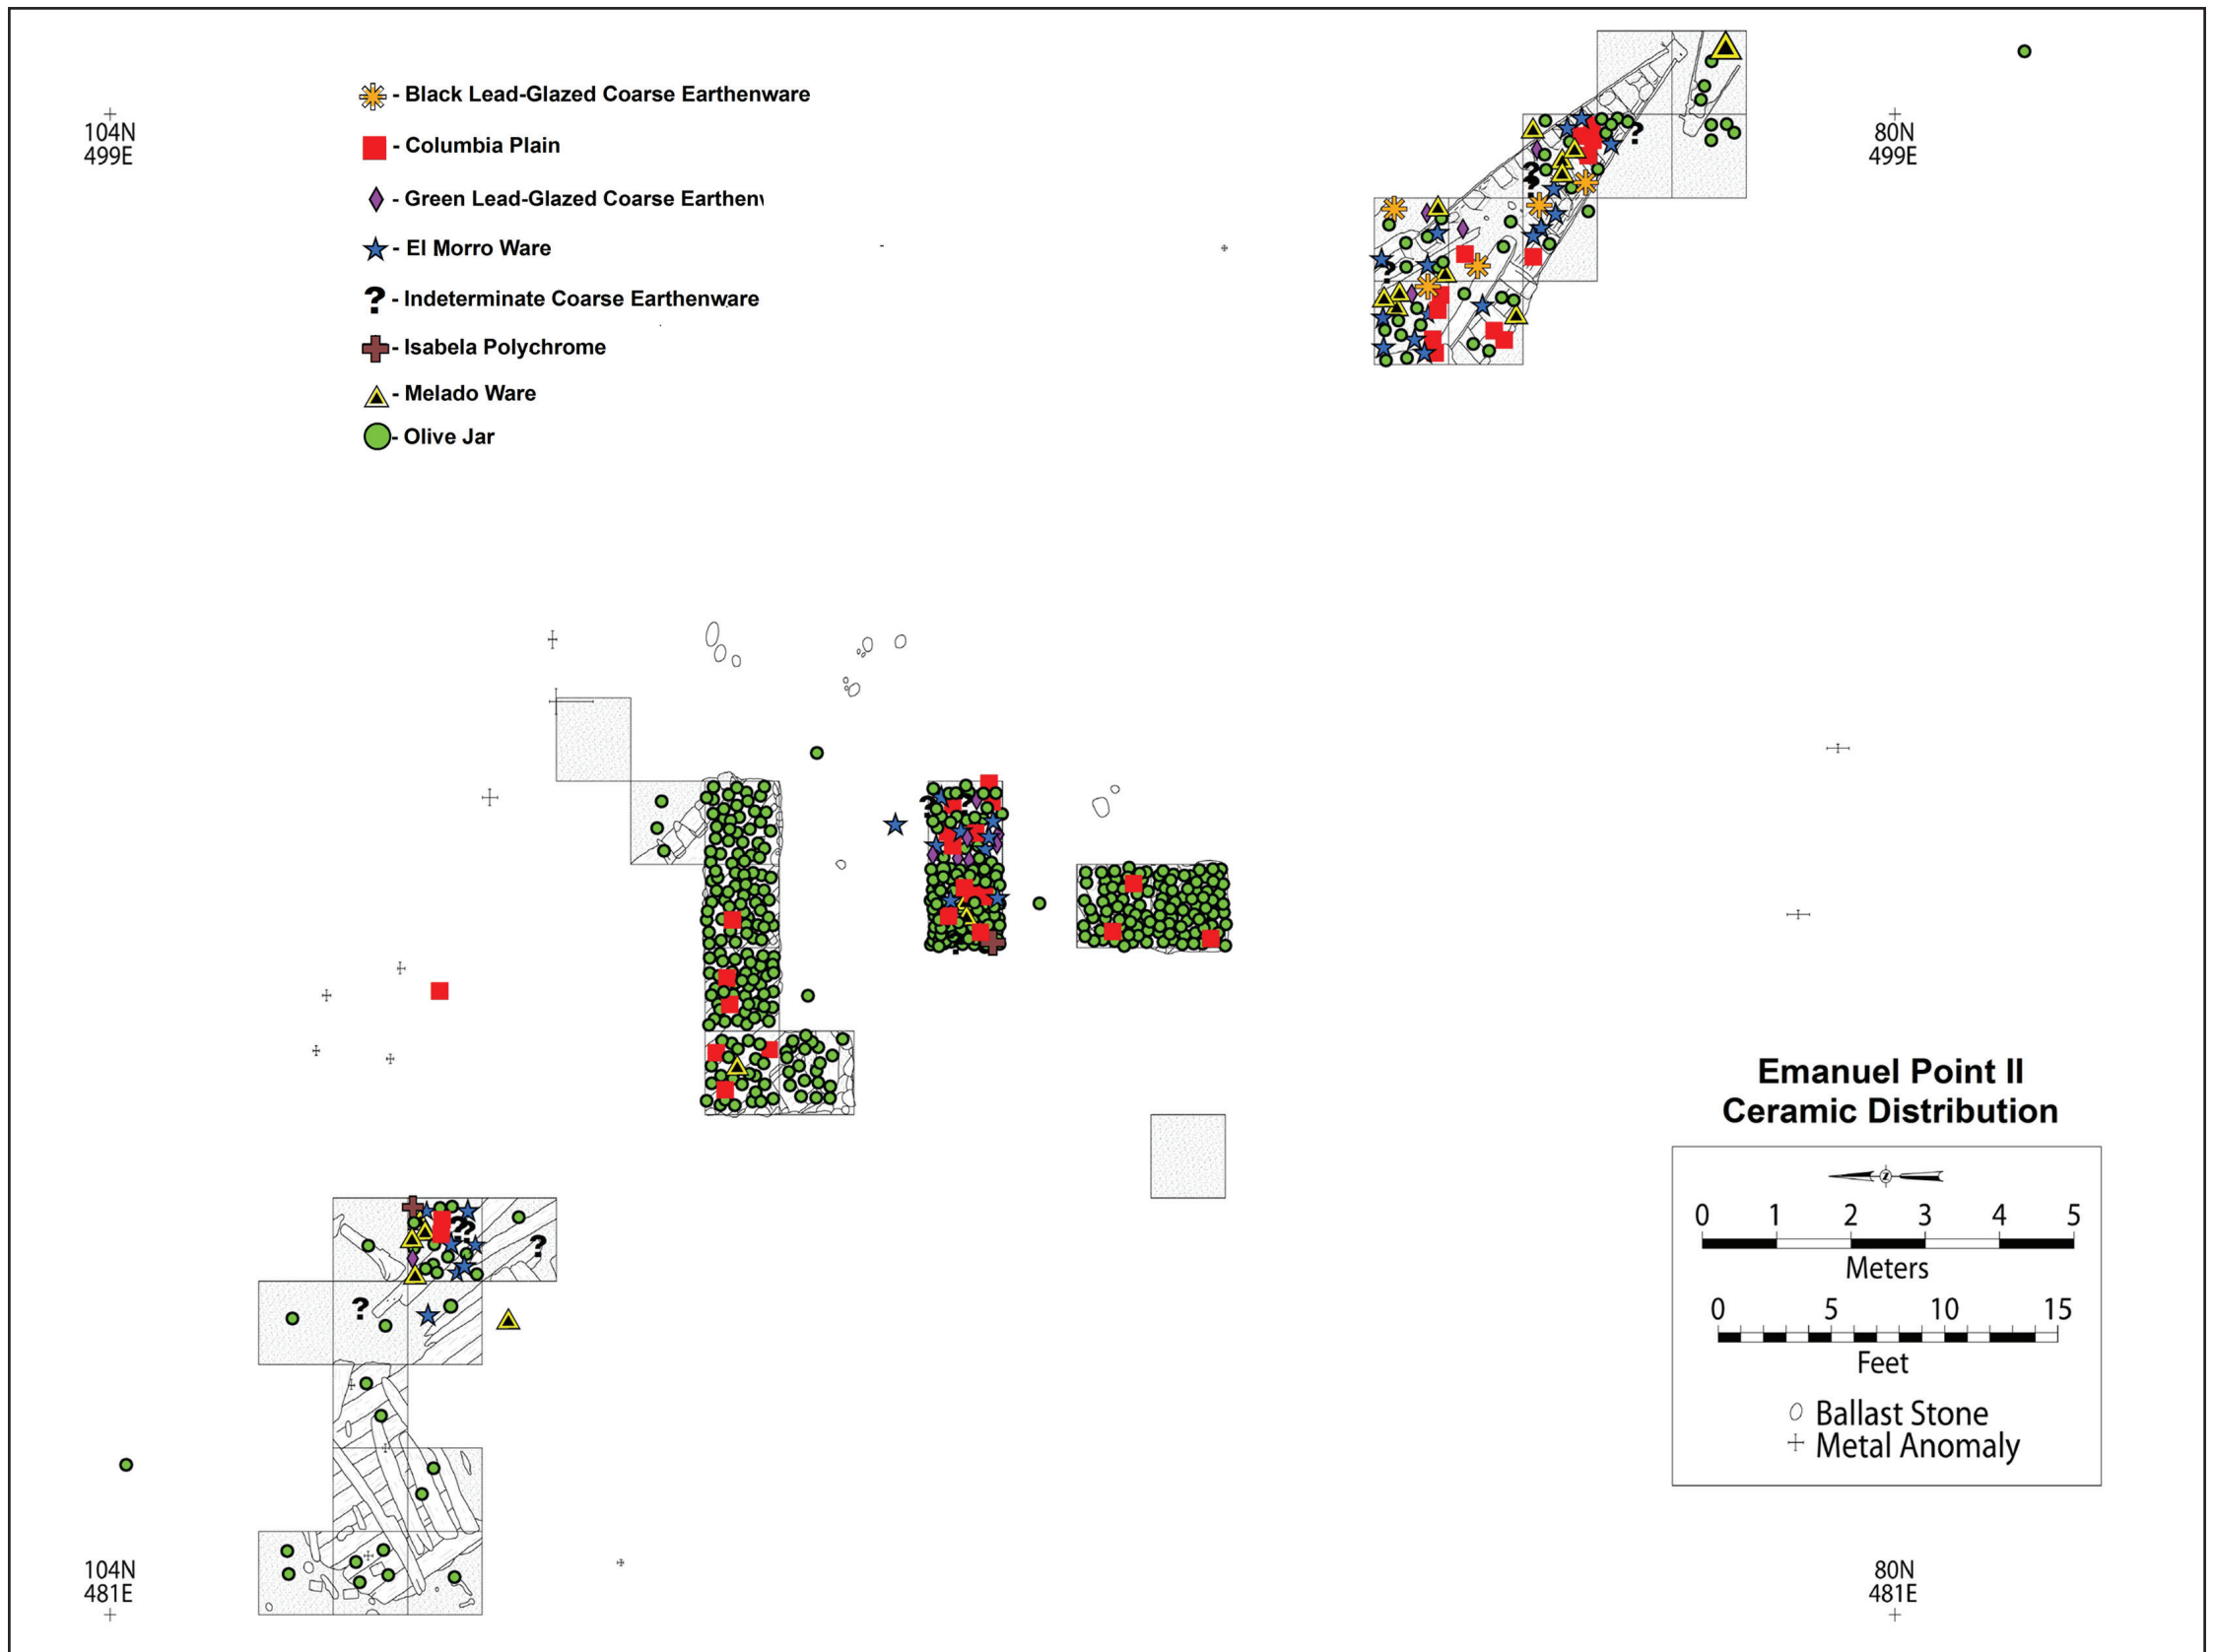 104N
499E
- Black Lead-Glazed Coarse Earthenware
- Columbia Plain
- Green Lead-Glazed Coarse Earthenw
- El Morro Ware
? - Indeterminate Coarse Earthenware
- Isabela Polychrome
- Melado Ware
- Olive Jar
80N
499E
Emanuel Point II
Ceramic Distribution
Z
0 1 2 3 4 5
Meters
0 5 10 15
Feet
Ballast Stone
Metal Anomaly
104N
481E
80N
481E